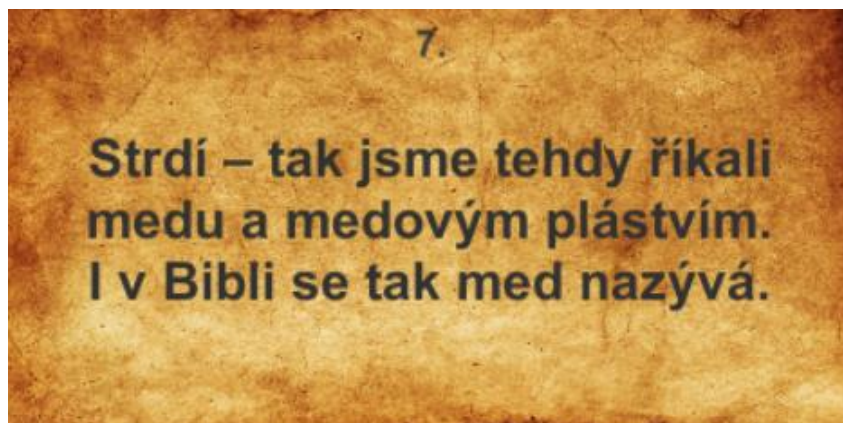 7.
Strdí – tak jsme tehdy říkali
medu a medovým plástvím.
I v Bibli se tak med nazývá.